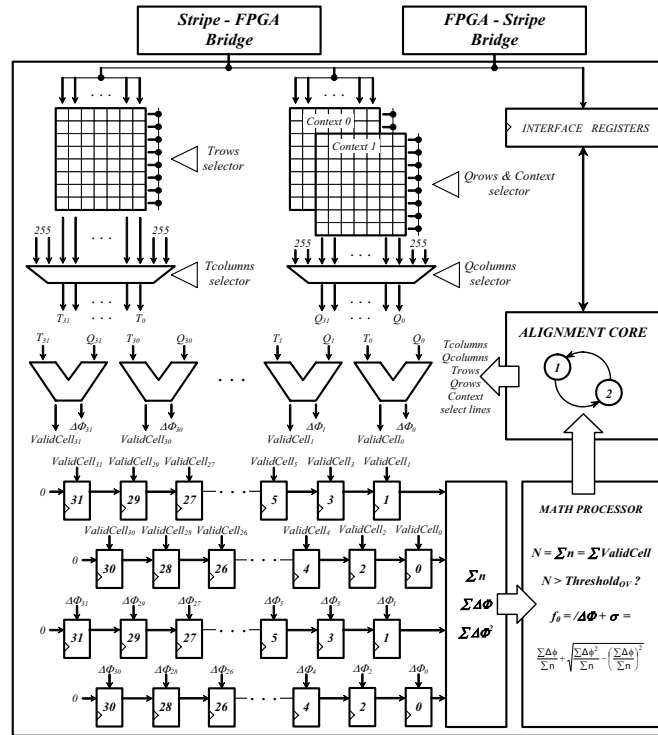 Stripe - FPGA
Bridge
FPGA - Stripe
Bridge
Context 0
Context 1
INTERFACE REGISTERS
Trows
selector
Qrows & Context
selector
255 . . . 255
255 . . . 255
Tcolumns
selector
Qcolumns
selector
T31 . . . T0
Q31 . . . Q0
ALIGNMENT CORE
1
2
Tcolumns
Qcolumns
Trows
Qrows
Context
select lines
T31 Q31 T30 Q30 T1 Q1 T0 Q0
. . .
ΔΦ31 ΔΦ30 ΔΦ1 ΔΦ0
ValidCell31 ValidCell30 ValidCell1 ValidCell0
ValidCell31 ValidCell29 ValidCell27 ValidCell5 ValidCell3 ValidCell1
0 31 29 27 . . . 5 3 1
ValidCell30 ValidCell28 ValidCell26 ValidCell4 ValidCell2 ValidCell0
0 30 28 26 . . . 4 2 0
ΔΦ31 ΔΦ29 ΔΦ27 ΔΦ5 ΔΦ3 ΔΦ1
0 31 29 27 . . . 5 3 1
ΔΦ30 ΔΦ28 ΔΦ26 ΔΦ4 ΔΦ2 ΔΦ0
0 30 28 26 . . . 4 2 0
Σn
ΣΔΦ
ΣΔΦ²
MATH PROCESSOR
N = Σn = ΣValidCell
N > ThresholdOV ?
f0 = /ΔΦ + σ =
ΣΔϕ/Σn + √(ΣΔϕ²/Σn − (ΣΔϕ/Σn)²)